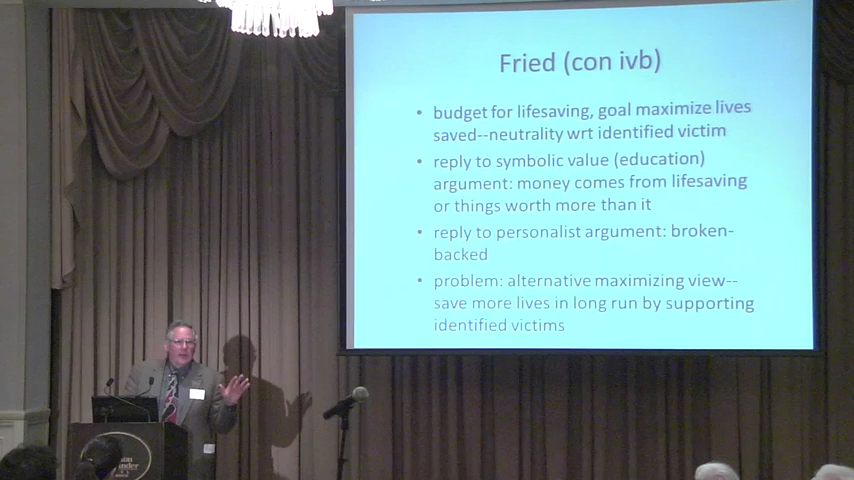 Fried (con ivb)
• budget for lifesaving, goal maximize lives
saved--neutrality wrt identified victim
• reply to symbolic value (education)
argument: money comes from lifesaving
or things worth more than it
• reply to personalist argument: broken-
backed
• problem: alternative maximizing view--
save more lives in long run by supporting
identified victims